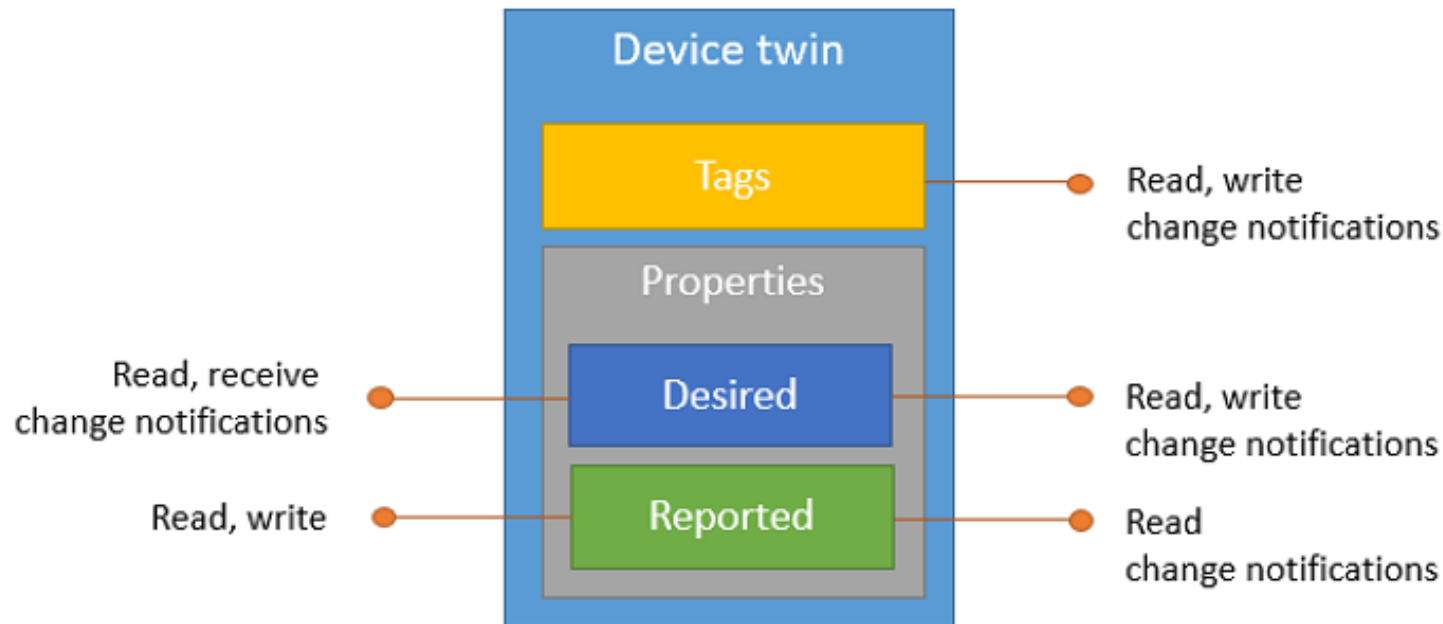 Device twin
Tags
Read, write
change notifications
Properties
Read, receive
change notifications
Desired
Read, write
change notifications
Read, write
Reported
Read
change notifications